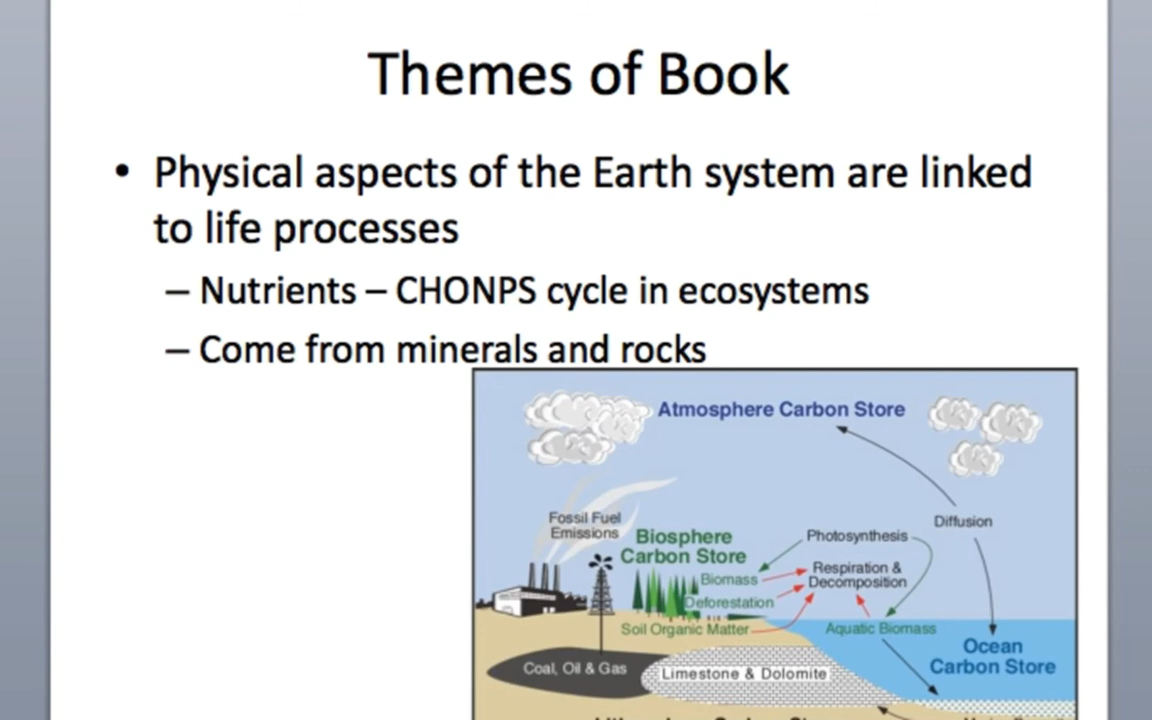 Themes of Book
• Physical aspects of the Earth system are linked
to life processes
– Nutrients – CHONPS cycle in ecosystems
– Come from minerals and rocks
Atmosphere Carbon Store
Fossil Fuel
Emissions
Biosphere
Carbon Store
Photosynthesis
Diffusion
Biomass
Respiration &
Decomposition
Deforestation
Soil Organic Matter
Aquatic Biomass
Ocean
Carbon Store
Coal, Oil & Gas
Limestone & Dolomite